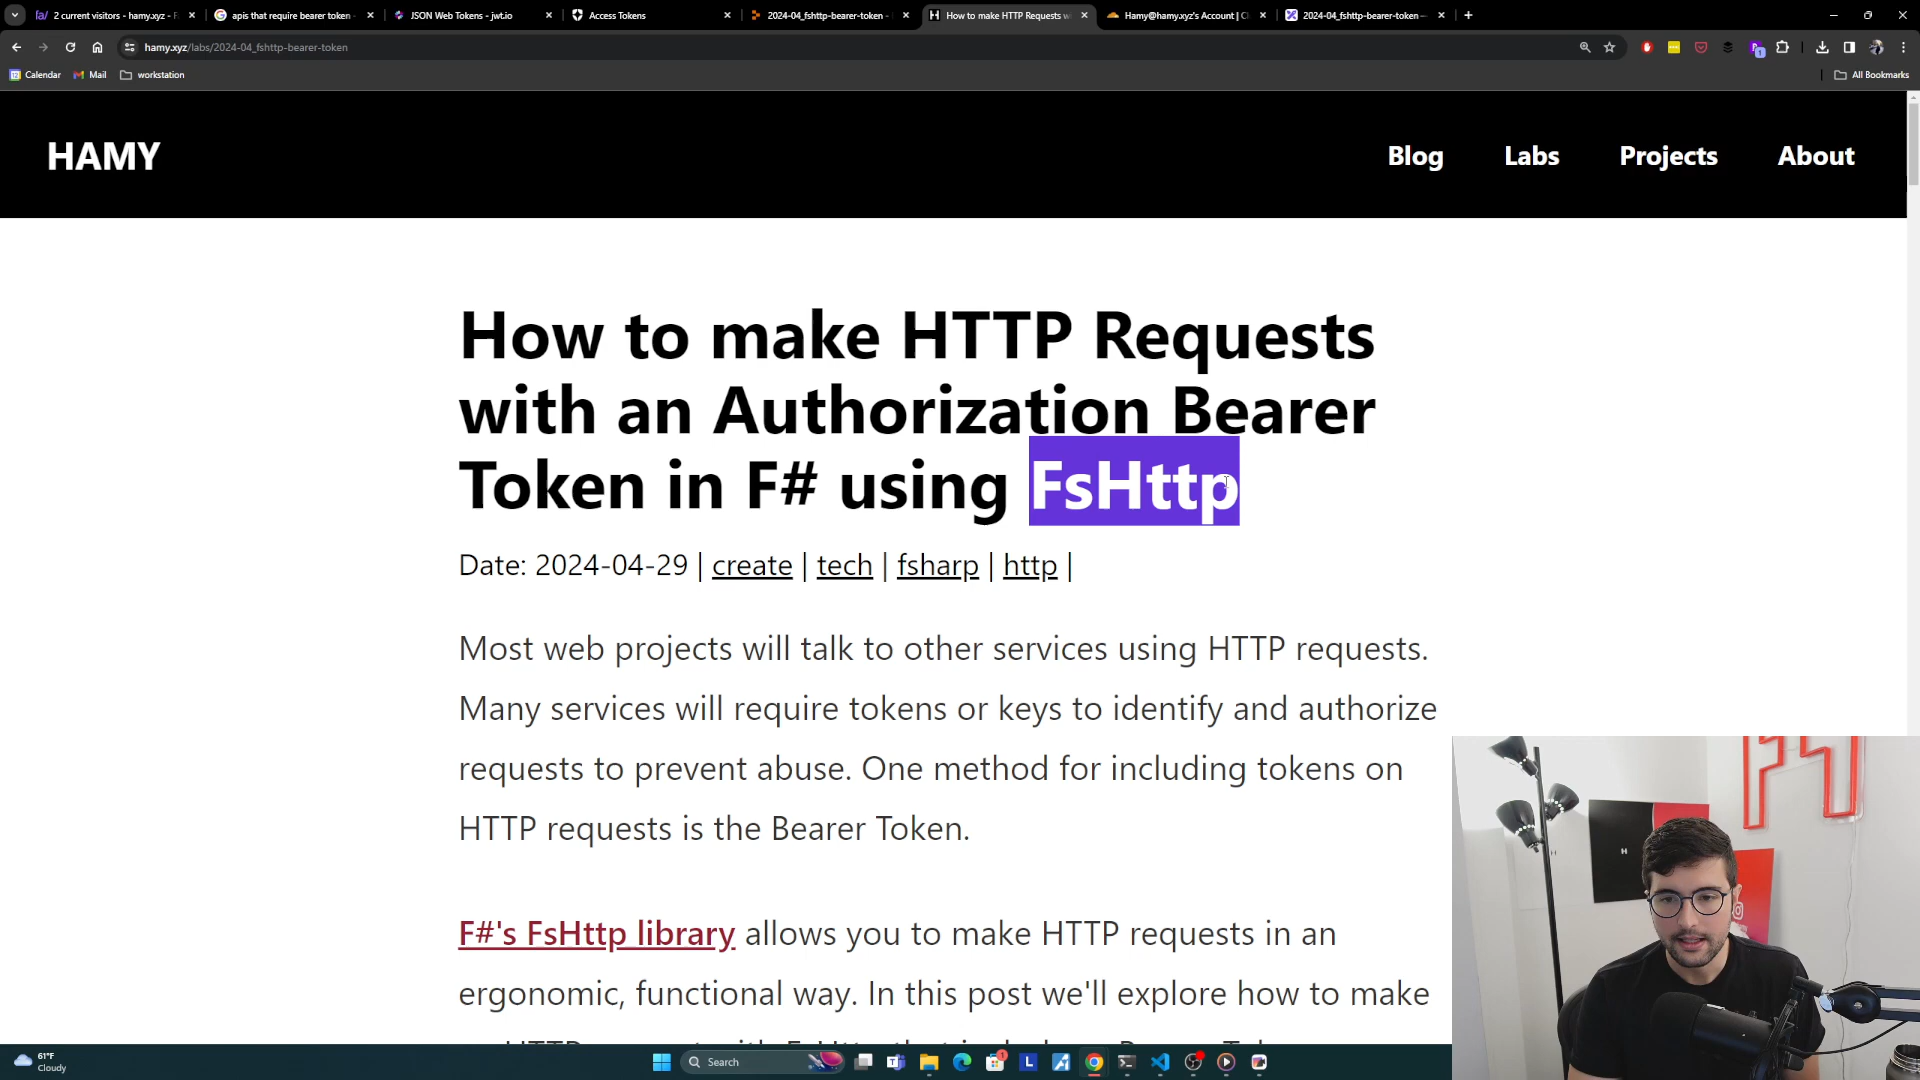 2 current visitors - hamy.xyz - F
apis that require bearer token -
JSON Web Tokens - jwt.io
Access Tokens
2024-04_fshttp-bearer-token -
How to make HTTP Requests w
Hamy@hamy.xyz's Account | Cl
2024-04_fshttp-bearer-token —
hamy.xyz/labs/2024-04_fshttp-bearer-token
Calendar
Mail
workstation
All Bookmarks
HAMY
Blog
Labs
Projects
About
How to make HTTP Requests
with an Authorization Bearer
Token in F# using FsHttp
Date: 2024-04-29 | create | tech | fsharp | http |
Most web projects will talk to other services using HTTP requests.
Many services will require tokens or keys to identify and authorize
requests to prevent abuse. One method for including tokens on
HTTP requests is the Bearer Token.
F#'s FsHttp library allows you to make HTTP requests in an
ergonomic, functional way. In this post we'll explore how to make
61°F
Cloudy
Search